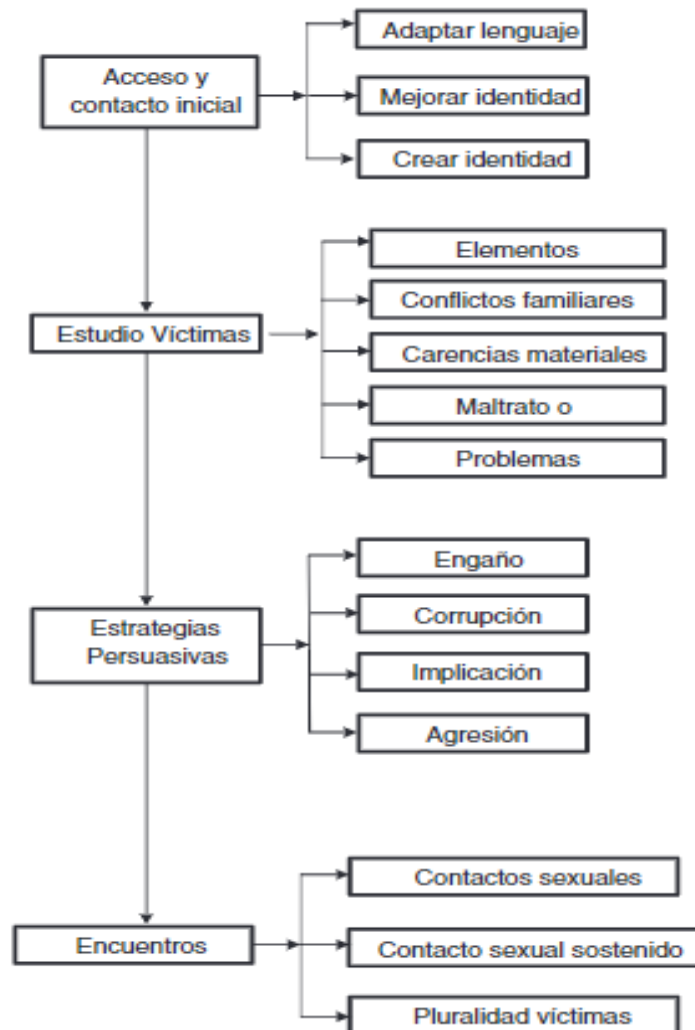 Acceso y
contacto inicial
Adaptar lenguaje
Mejorar identidad
Crear identidad
Estudio Víctimas
Elementos
Conflictos familiares
Carencias materiales
Maltrato o
Problemas
Estrategias
Persuasivas
Engaño
Corrupción
Implicación
Agresión
Encuentros
Contactos sexuales
Contacto sexual sostenido
Pluralidad víctimas